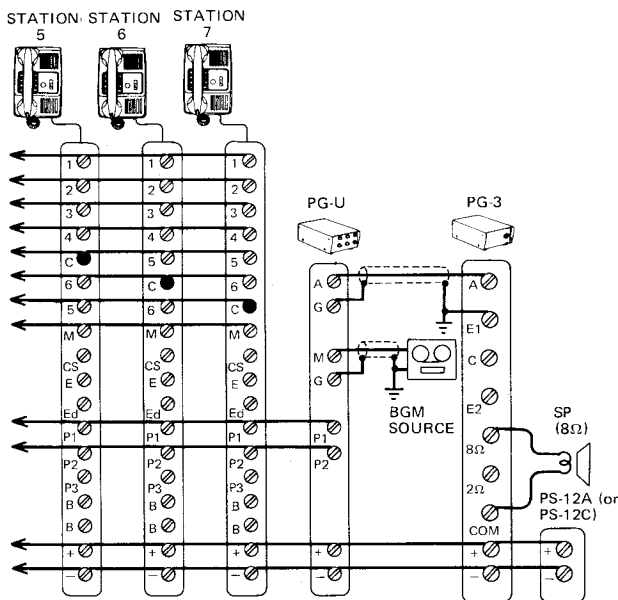 STATION STATION STATION
5 6 7
1 1 1
2 2 2
3 3 3
4 4 4
C 5 5
6 C 6
5 6 C
M M M
CS CS CS
E E E
Ed Ed Ed
P1 P1 P1
P2 P2 P2
P3 P3 P3
B B B
B B B
+ + +
− − −
PG-U
A
G
M
G
P1
P2
+
−
BGM
SOURCE
PG-3
A
E1
C
E2
8Ω
2Ω
COM
+
−
SP
(8Ω)
PS-12A (or
PS-12C)
+
−